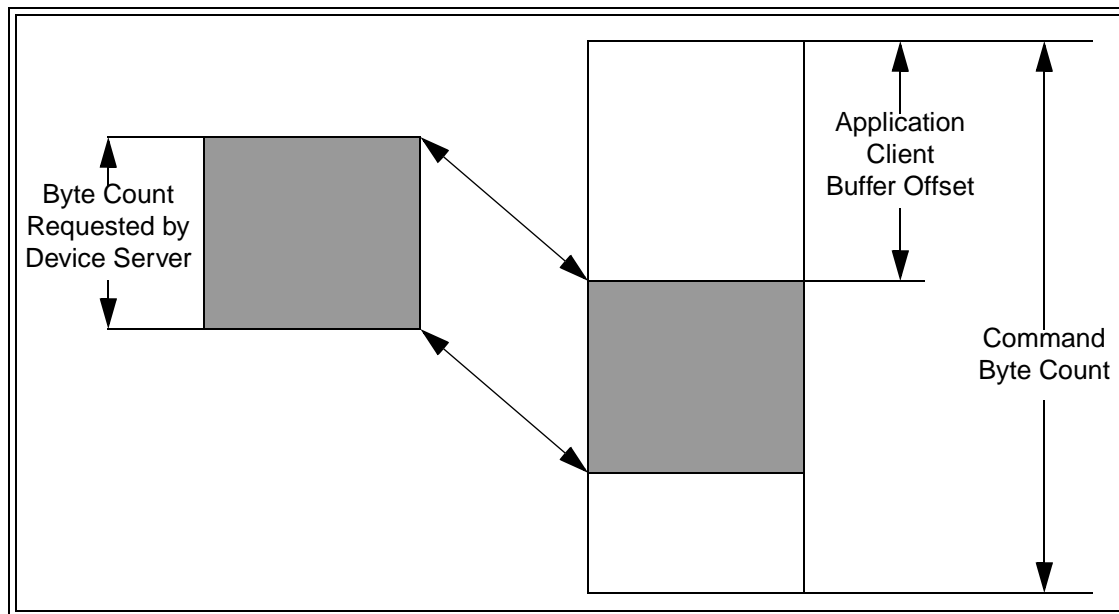 Byte Count
Requested by
Device Server
Application
Client
Buffer Offset
Command
Byte Count